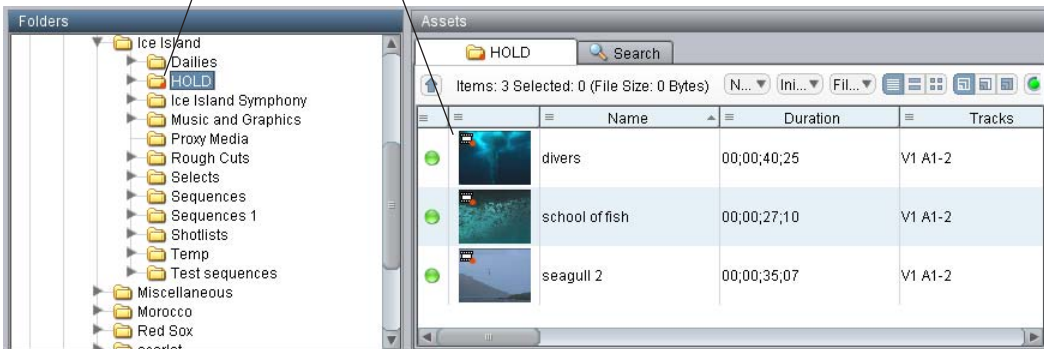 Folders
Ice Island
Dailies
HOLD
Ice Island Symphony
Music and Graphics
Proxy Media
Rough Cuts
Selects
Sequences
Sequences 1
Shotlists
Temp
Test sequences
Miscellaneous
Morocco
Red Sox
scarlet
Assets
HOLD Search
Items: 3 Selected: 0 (File Size: 0 Bytes) N... Ini... Fil...
Name Duration Tracks
divers 00;00;40;25 V1 A1-2
school of fish 00;00;27;10 V1 A1-2
seagull 2 00;00;35;07 V1 A1-2